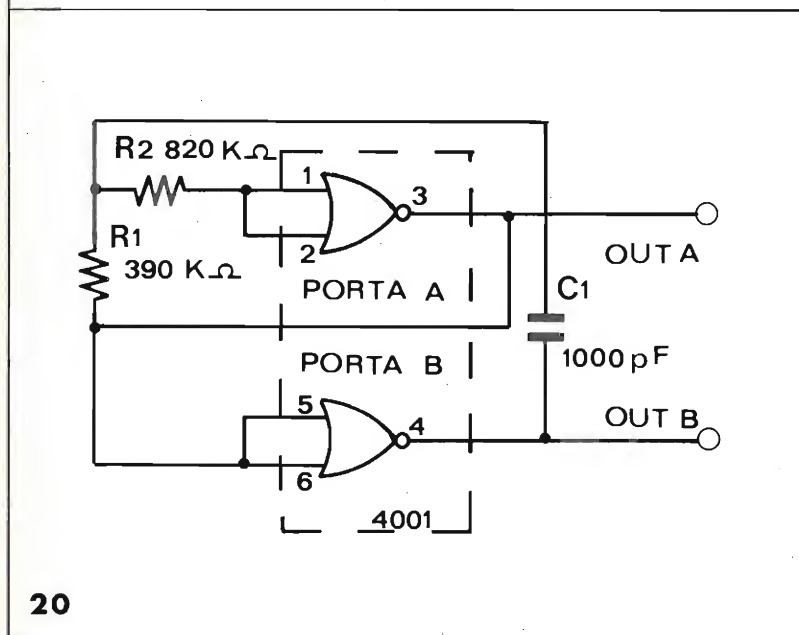 R2 820 KΩ
1
3
2
R1
390 KΩ
OUT A
PORTA A
C1
PORTA B
1000 pF
5
4
OUT B
6
4001
20